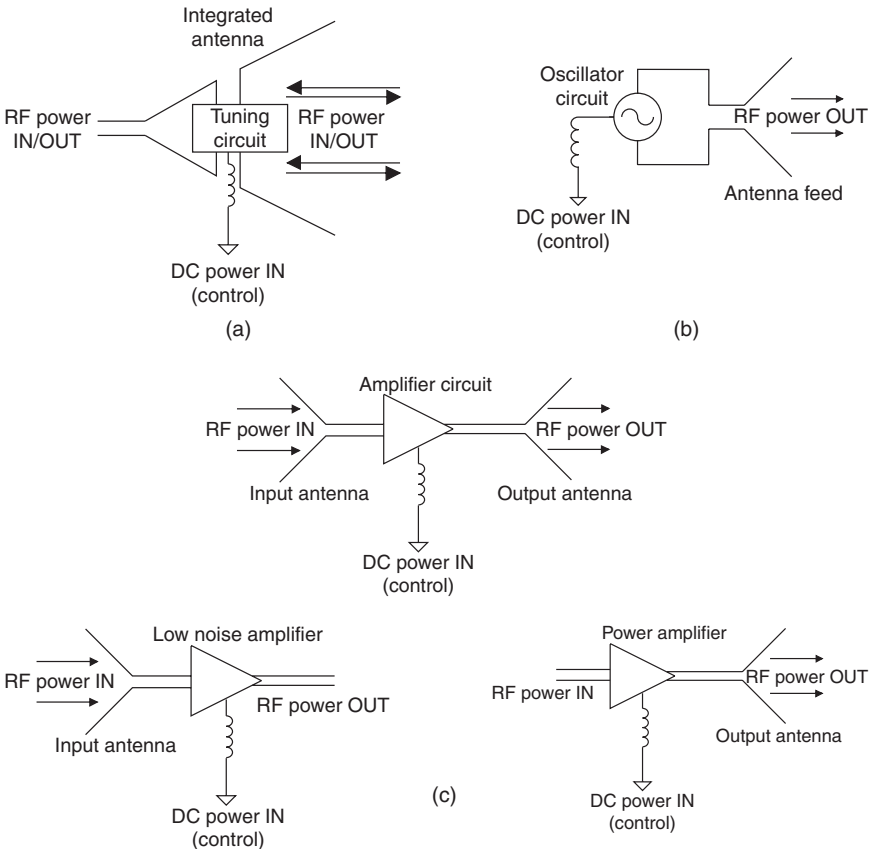 Integrated
antenna
RF power
IN/OUT
Tuning
circuit
RF power
IN/OUT
DC power IN
(control)
(a)
Oscillator
circuit
RF power OUT
Antenna feed
DC power IN
(control)
(b)
Amplifier circuit
RF power IN
RF power OUT
Input antenna
Output antenna
DC power IN
(control)
Low noise amplifier
RF power IN
RF power OUT
Input antenna
DC power IN
(control)
(c)
Power amplifier
RF power IN
RF power OUT
Output antenna
DC power IN
(control)